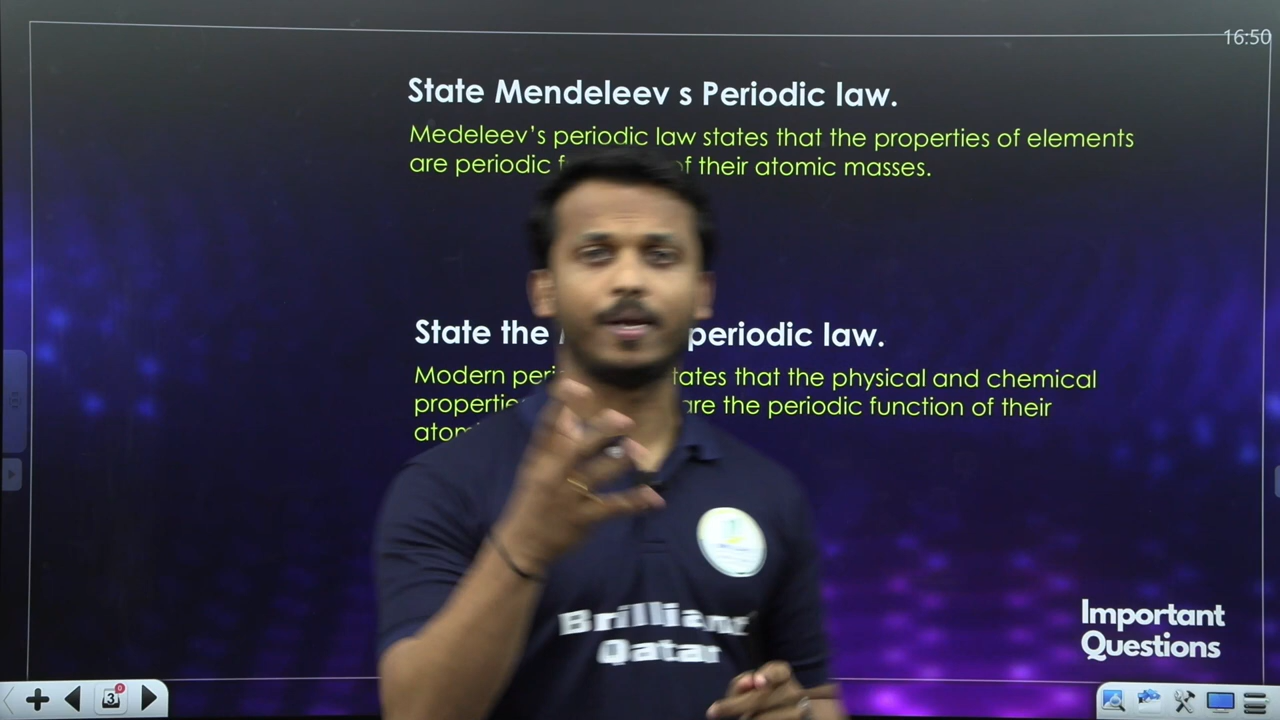 16:50
State Mendeleev s Periodic law.
Medeleev’s periodic law states that the properties of elements
are periodic of their atomic masses.
State the periodic law.
Modern tates that the physical and chemical
are the periodic function of their
Brilliant
Qatar
Important
Questions
3